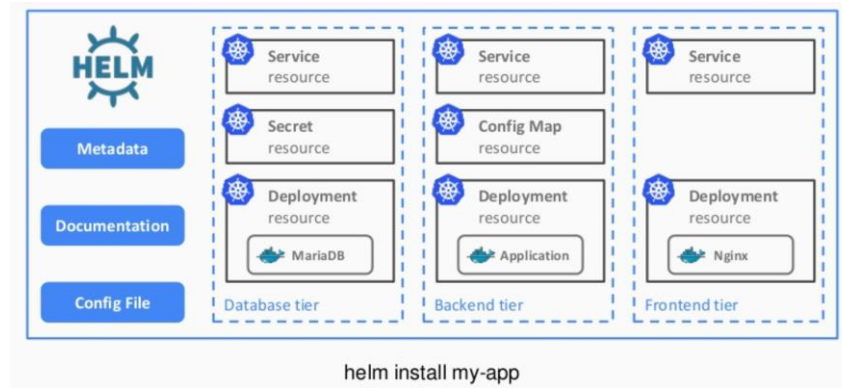 HELM
Metadata
Documentation
Config File
Service
resource
Secret
resource
Deployment
resource
MariaDB
Database tier
Service
resource
Config Map
resource
Deployment
resource
Application
Backend tier
Service
resource
Deployment
resource
Nginx
Frontend tier
helm install my-app